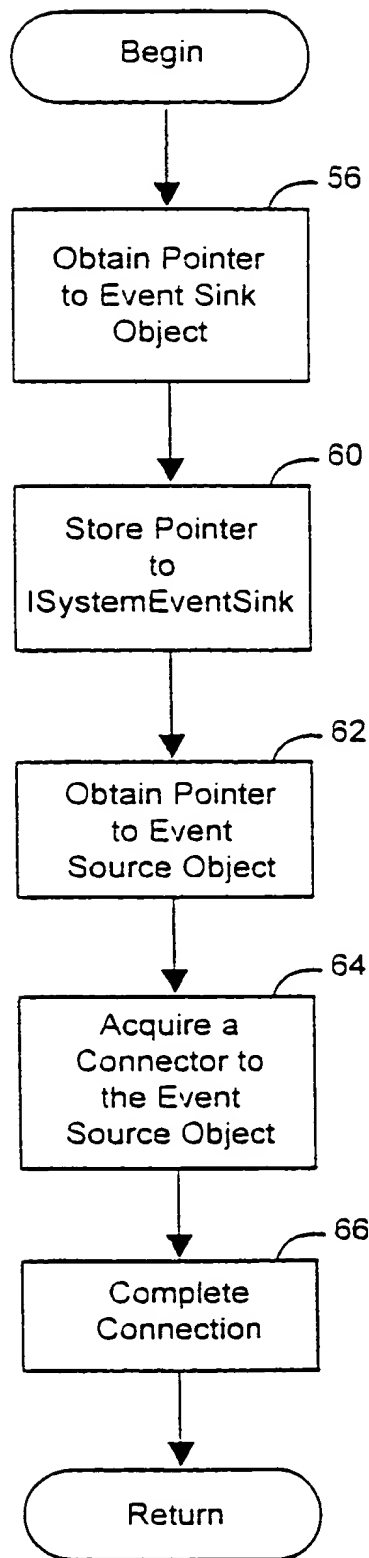 Begin
56
Obtain Pointer
to Event Sink
Object
60
Store Pointer
to
ISystemEventSink
62
Obtain Pointer
to Event
Source Object
64
Acquire a
Connector to
the Event
Source Object
66
Complete
Connection
Return